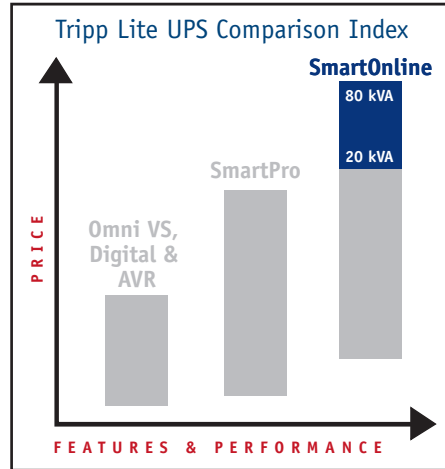 Tripp Lite UPS Comparison Index
SmartOnline
80 kVA
20 kVA
SmartPro
Omni VS,
Digital &
AVR
PRICE
FEATURES & PERFORMANCE